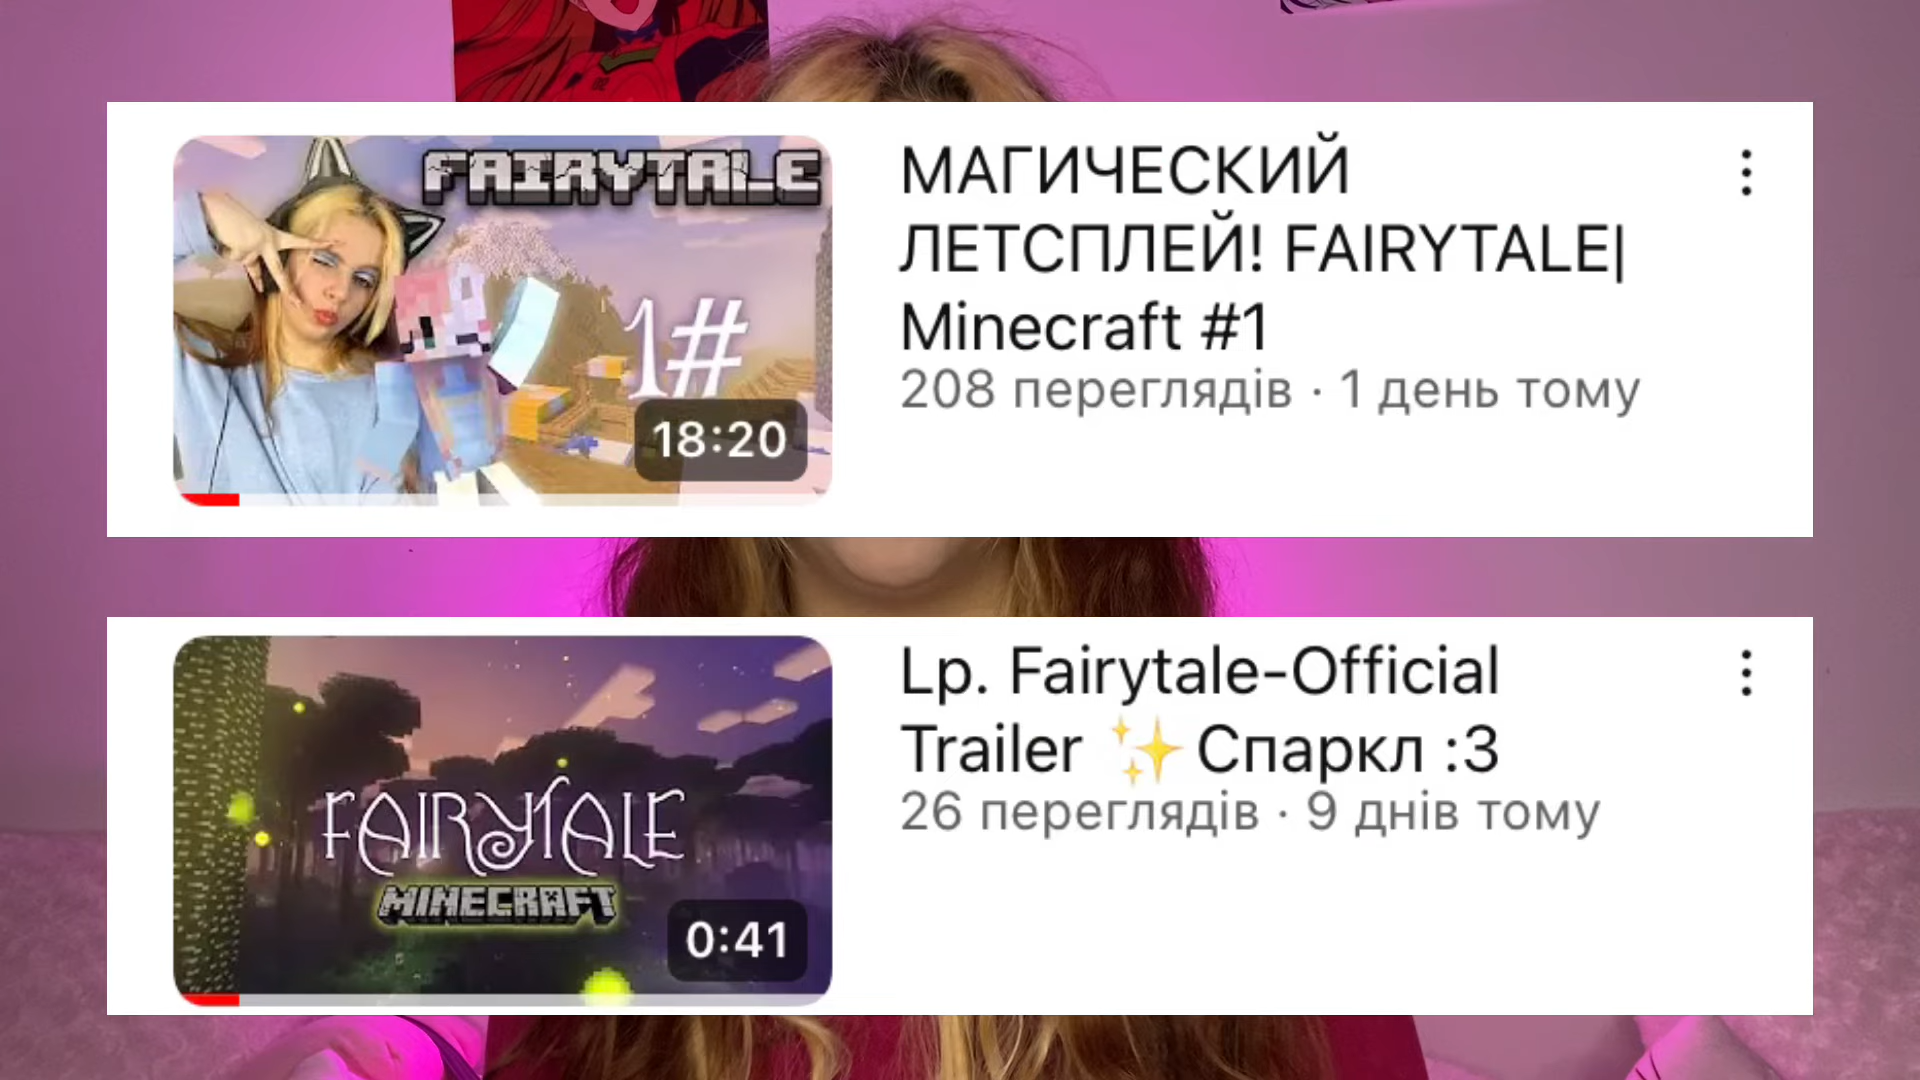 FAIRYTALE
1#
18:20
МАГИЧЕСКИЙ
ЛЕТСПЛЕЙ! FAIRYTALE|
Minecraft #1
208 переглядів · 1 день тому
FAIRYTALE
MINECRAFT
0:41
Lp. Fairytale-Official
Trailer ✨ Спаркл :3
26 переглядів · 9 днів тому